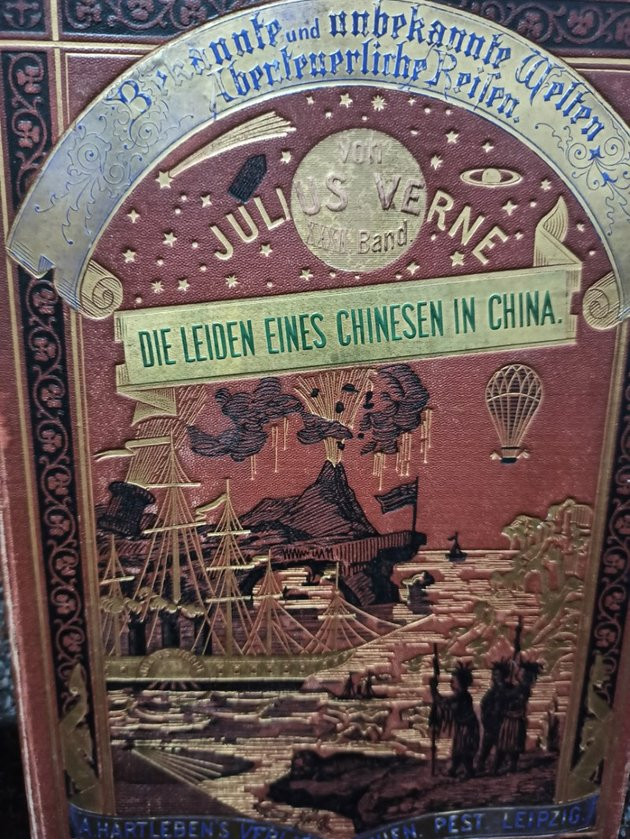 Bekannte und unbekannte Welten
Abenteuerliche Reisen.
von
JULIUS VERNE
Band.
DIE LEIDEN EINES CHINESEN IN CHINA.
A. HARTLEBEN'S PEST. LEIPZIG.